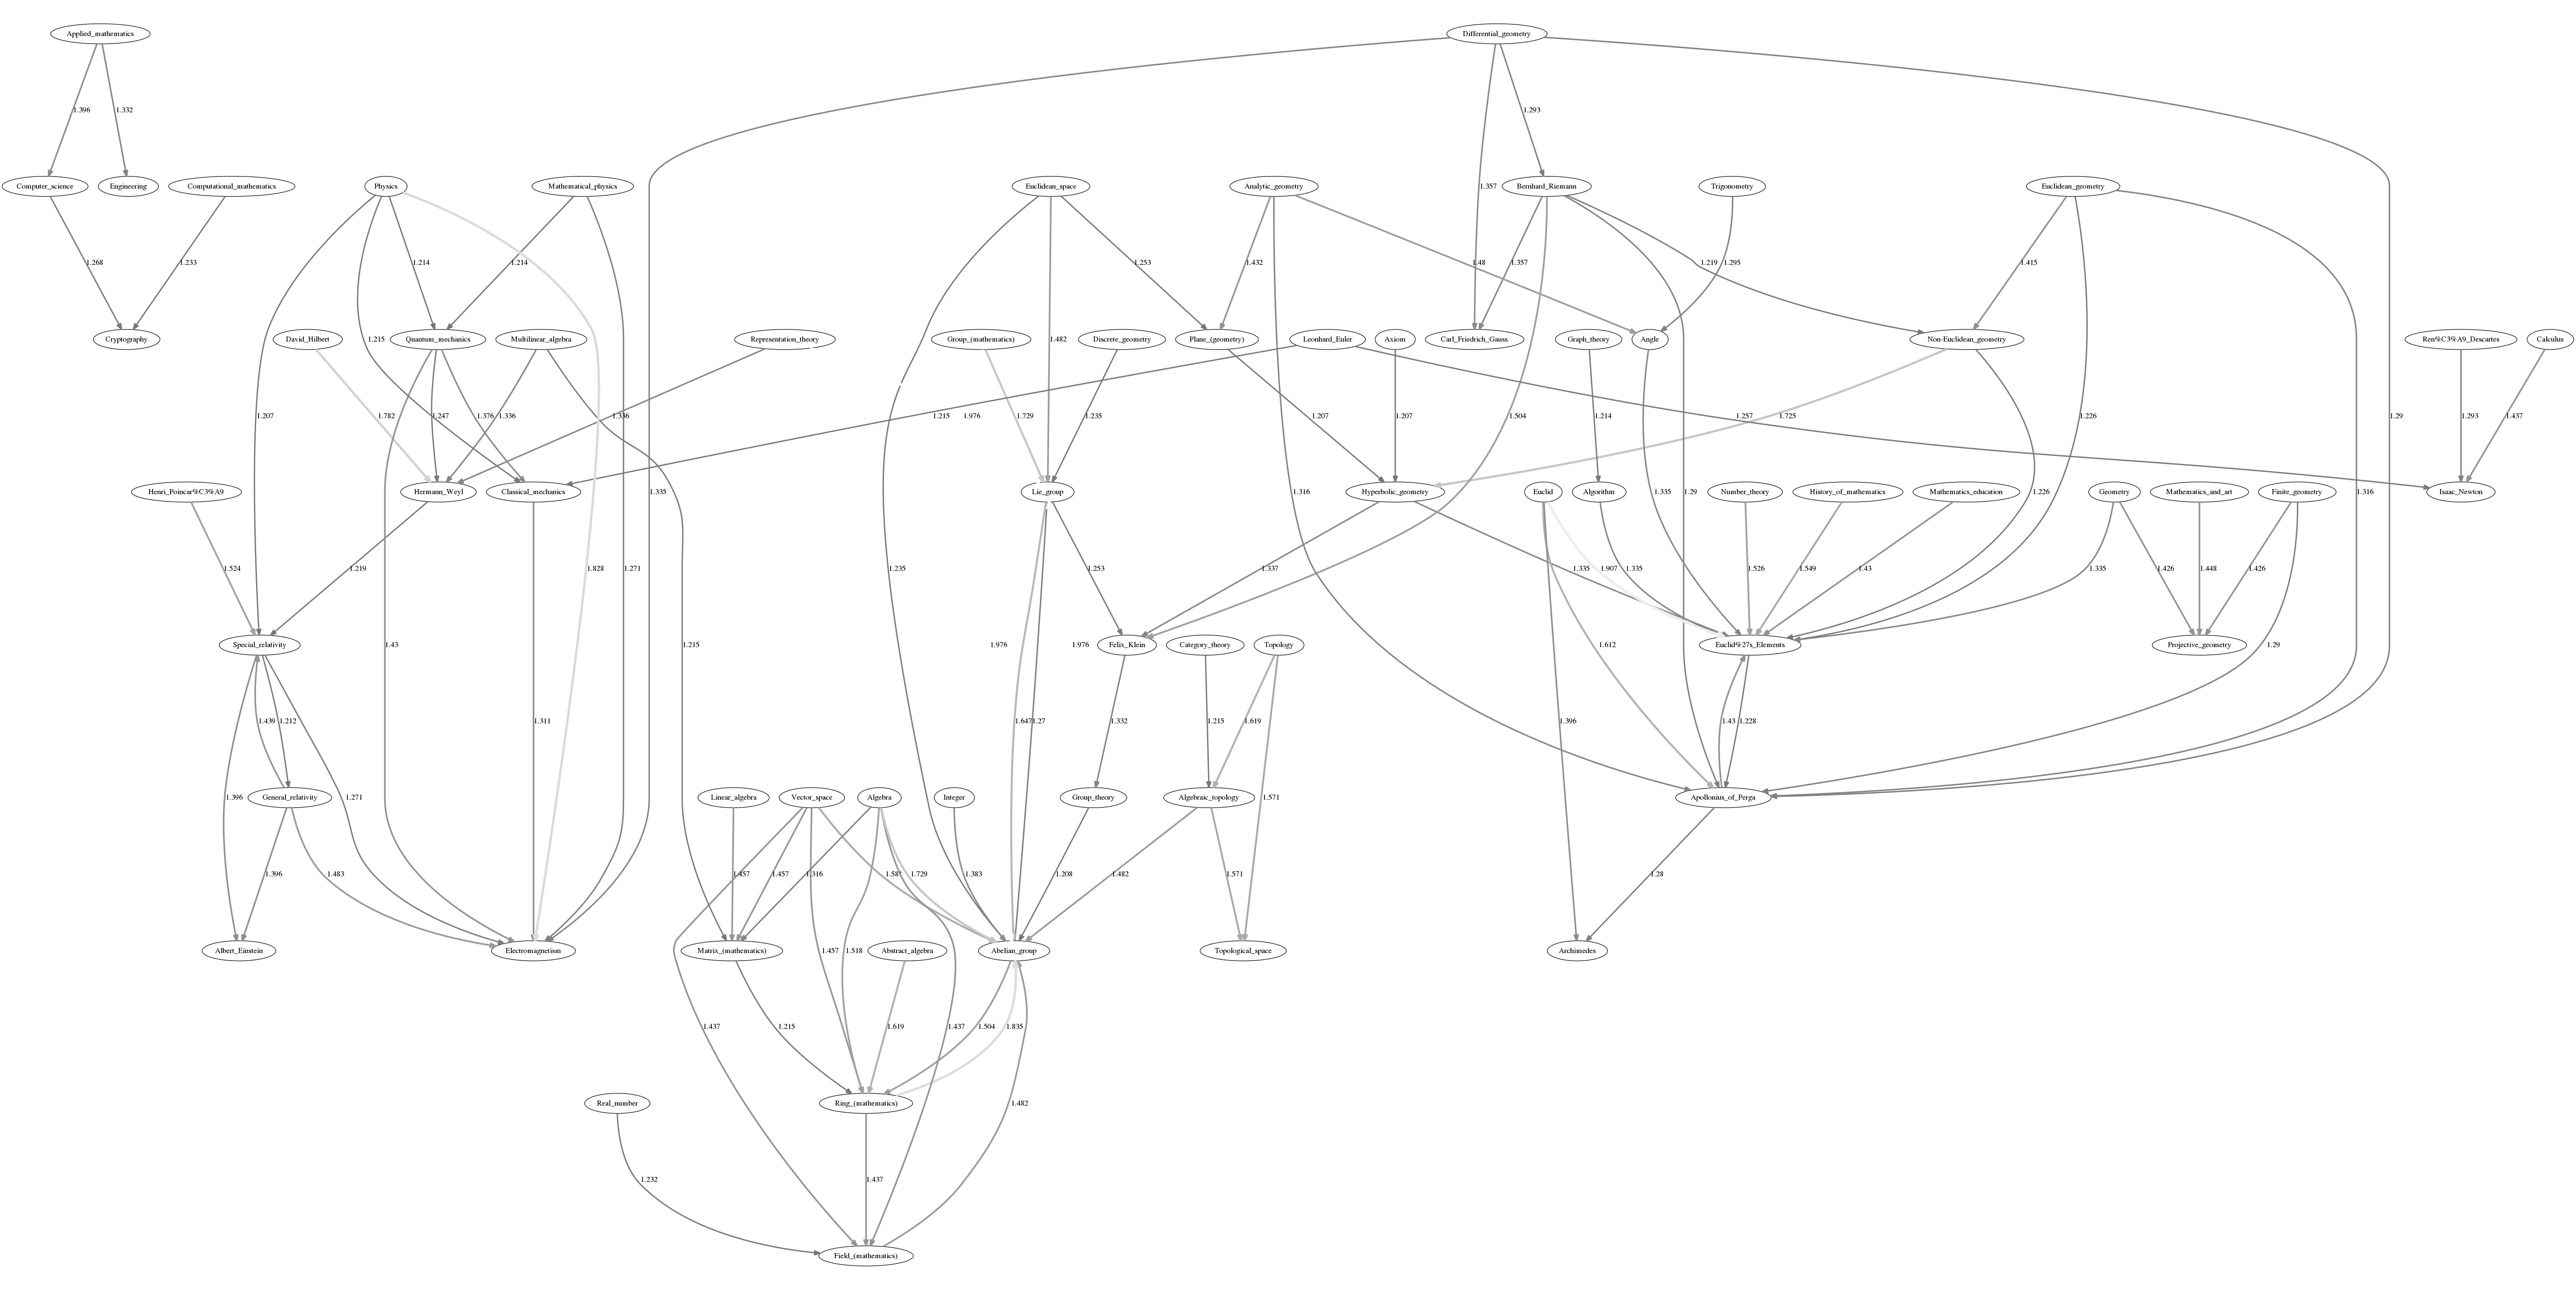 Applied_mathematics
Differential_geometry
1.396
1.332
1.293
Computer_science
Engineering
Computational_mathematics
Physics
Mathematical_physics
Euclidean_space
Analytic_geometry
1.357
Bernhard_Riemann
Trigonometry
Euclidean_geometry
1.268
1.233
1.214
1.214
1.253
1.432
1.48
1.357
1.219
1.295
1.415
Cryptography
David_Hilbert
1.215
Quantum_mechanics
Multilinear_algebra
Representation_theory
Group_(mathematics)
1.482
Discrete_geometry
Plane_(geometry)
Leonhard_Euler
Axiom
Carl_Friedrich_Gauss
Graph_theory
Angle
Non-Euclidean_geometry
Ren%C3%A9_Descartes
Calculus
1.207
1.782
1.247
1.376
1.336
1.336
1.215
1.976
1.729
1.235
1.207
1.207
1.504
1.214
1.257
1.725
1.226
1.29
1.293
1.437
Henri_Poincar%C3%A9
Hermann_Weyl
Classical_mechanics
1.335
Lie_group
1.316
Hyperbolic_geometry
Euclid
Algorithm
1.29
Number_theory
History_of_mathematics
Mathematics_education
1.226
Geometry
Mathematics_and_art
Finite_geometry
1.316
Isaac_Newton
1.524
1.219
1.828
1.271
1.235
1.253
1.337
1.335
1.907
1.335
1.335
1.526
1.549
1.43
1.335
1.426
1.448
1.426
Special_relativity
1.43
1.215
1.976
1.976
Felix_Klein
Category_theory
Topology
1.612
Euclid%27s_Elements
Projective_geometry
1.29
1.439
1.212
1.311
1.647
1.27
1.332
1.215
1.619
1.396
1.43
1.228
1.396
General_relativity
1.271
Linear_algebra
Vector_space
Algebra
Integer
Group_theory
Algebraic_topology
1.571
Apollonius_of_Perga
1.396
1.483
1.457
1.457
1.316
1.729
1.383
1.208
1.482
1.571
1.28
Albert_Einstein
Electromagnetism
Matrix_(mathematics)
1.457
1.518
Abstract_algebra
Abelian_group
Topological_space
Archimedes
1.437
1.215
1.619
1.437
1.504
1.835
Real_number
Ring_(mathematics)
1.482
1.232
1.437
Field_(mathematics)